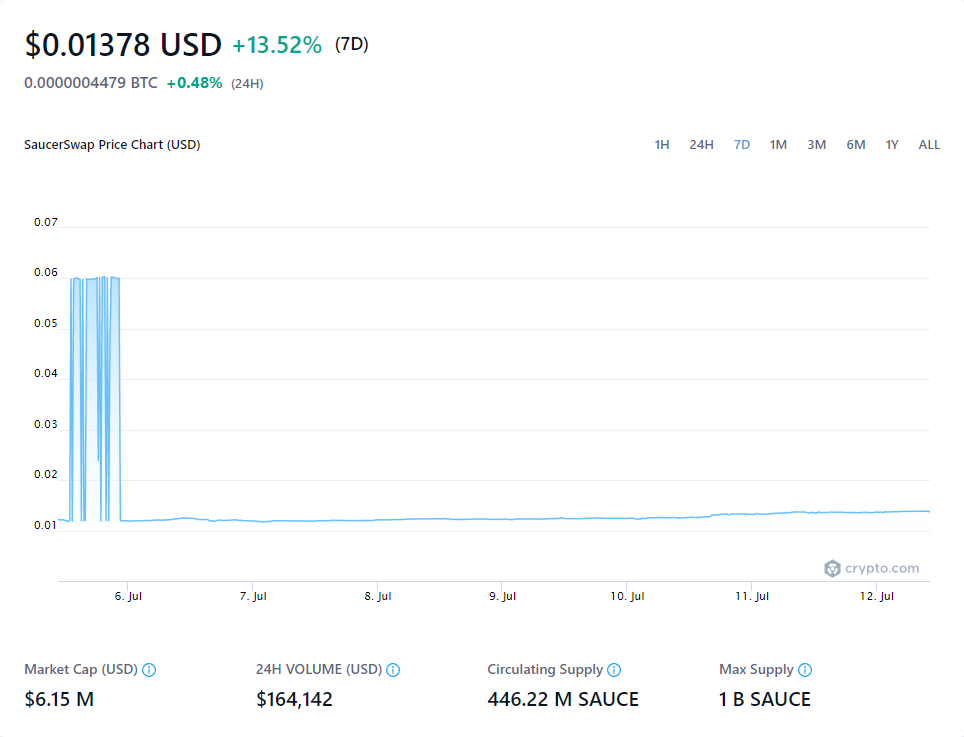 $0.01378 USD +13.52% (7D)
0.0000004479 BTC +0.48% (24H)
SaucerSwap Price Chart (USD) 1H 24H 7D 1M 3M 6M 1Y ALL
0.07
0.06
0.05
0.04
0.03
0.02
0.01
crypto.com
6. Jul 7. Jul 8. Jul 9. Jul 10. Jul 11. Jul 12. Jul
Market Cap (USD) 24H VOLUME (USD) Circulating Supply Max Supply
$6.15 M $164,142 446.22 M SAUCE 1 B SAUCE